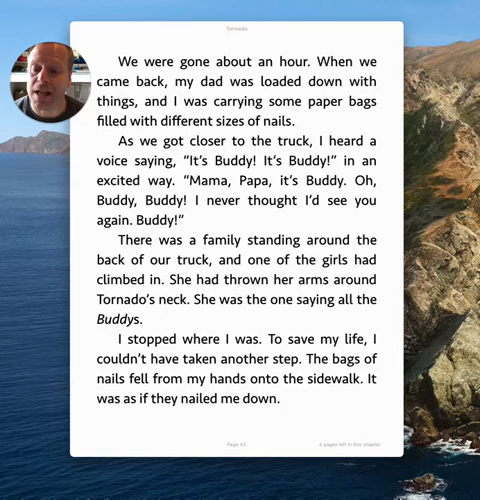 Tornado
We were gone about an hour. When we
came back, my dad was loaded down with
things, and I was carrying some paper bags
filled with different sizes of nails.
As we got closer to the truck, I heard a
voice saying, “It’s Buddy! It’s Buddy!” in an
excited way. “Mama, Papa, it’s Buddy. Oh,
Buddy, Buddy! I never thought I’d see you
again. Buddy!”
There was a family standing around the
back of our truck, and one of the girls had
climbed in. She had thrown her arms around
Tornado’s neck. She was the one saying all the
Buddys.
I stopped where I was. To save my life, I
couldn’t have taken another step. The bags of
nails fell from my hands onto the sidewalk. It
was as if they nailed me down.
Page 43
4 pages left in this chapter